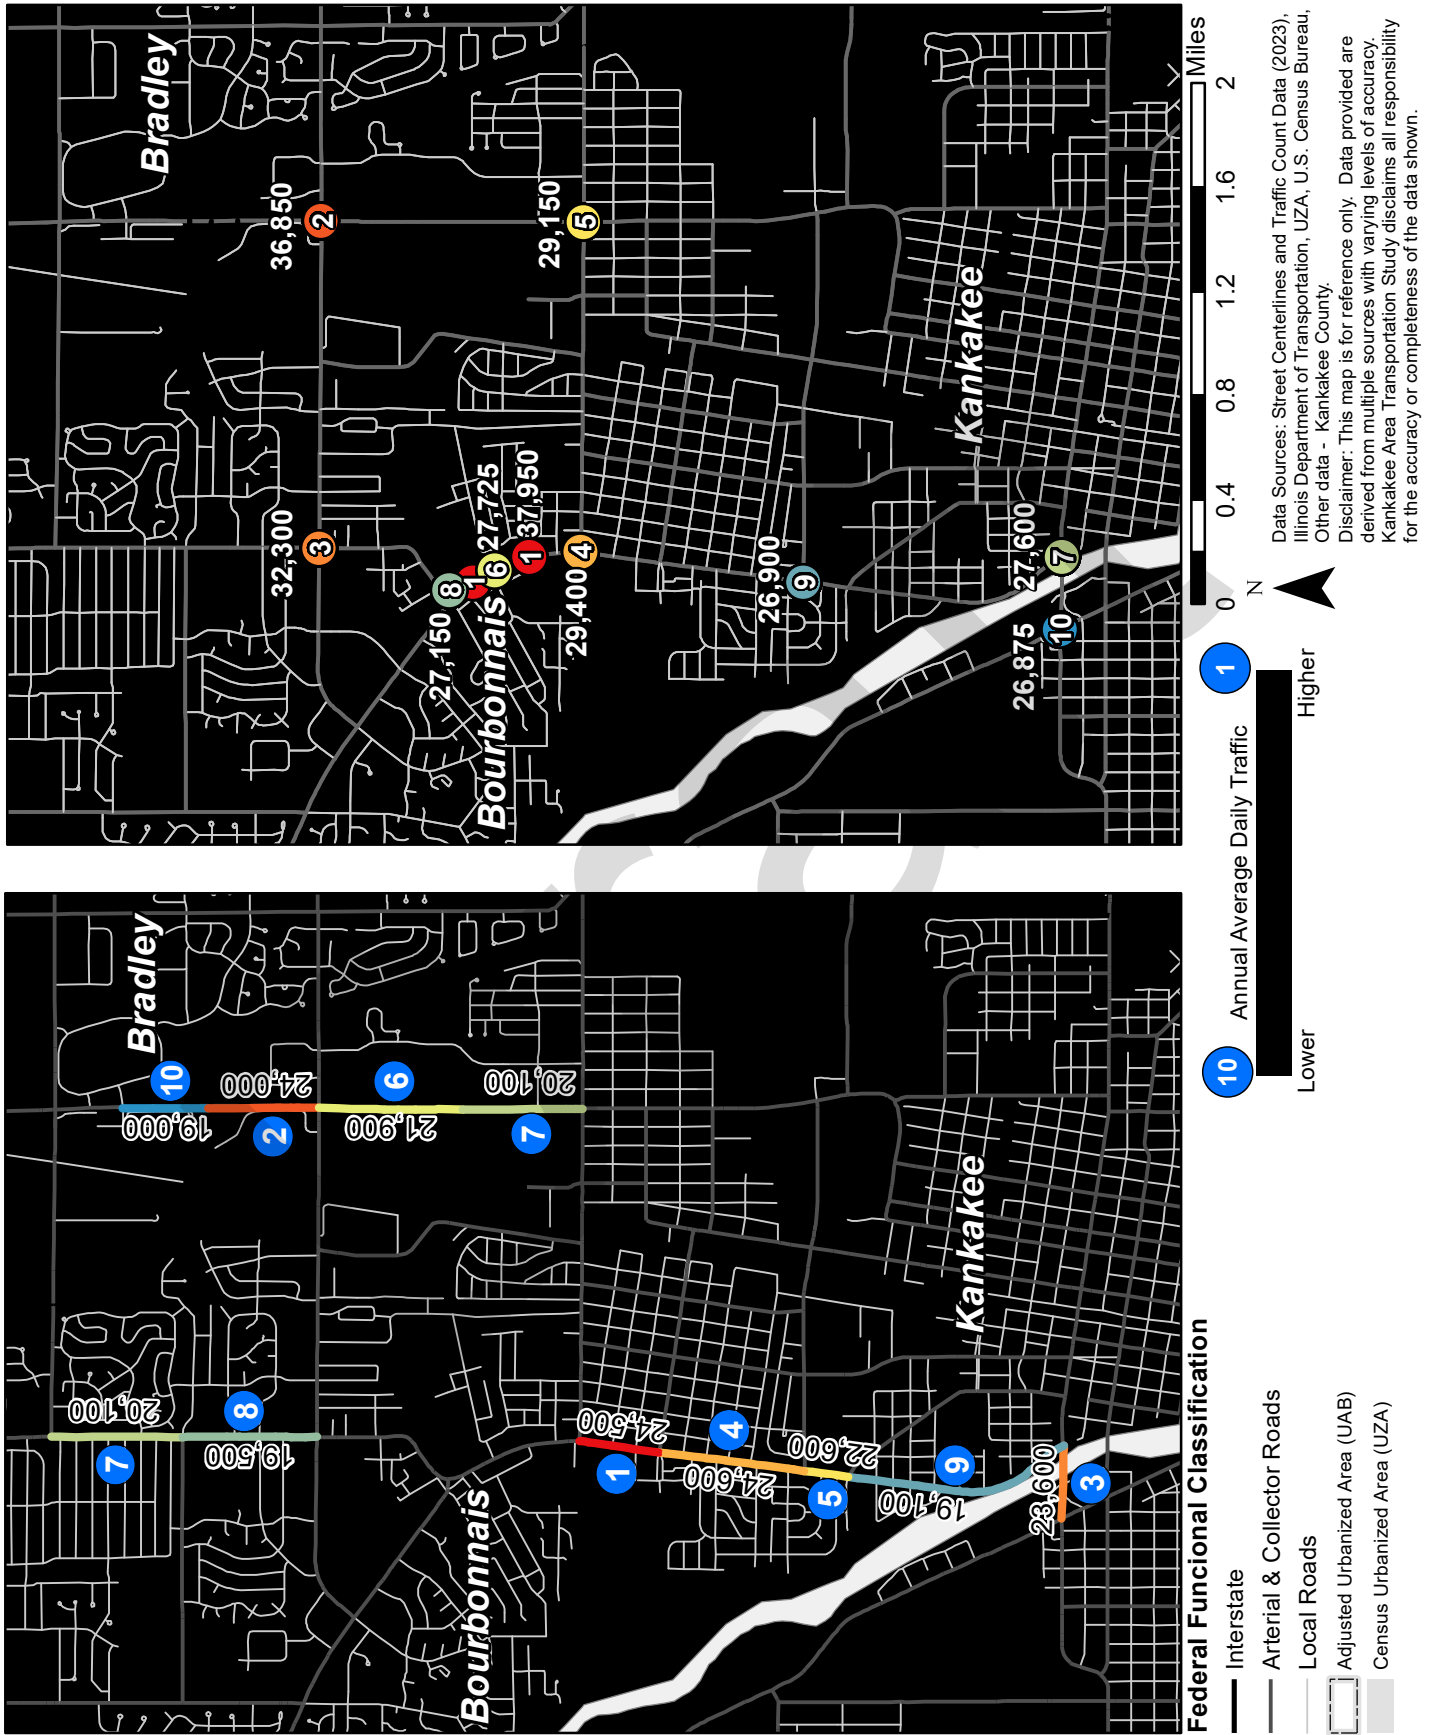 Bradley
10
19,000
24,000
2
6
21,900
20,100
7
20,100
7
8
19,500
Bourbonnais
24,500
1
4
24,600
22,600
5
9
19,100
Kankakee
23,600
3
Bradley
36,850
2
29,150
5
32,300
3
27,150
8
1
6
27,725
1
37,950
Bourbonnais
4
29,400
26,900
9
Kankakee
27,600
7
26,875
10
Federal Funcional Classification
Interstate
Arterial & Collector Roads
Local Roads
Adjusted Urbanized Area (UAB)
Census Urbanized Area (UZA)
10
Annual Average Daily Traffic
1
Lower
Higher
0 0.4 0.8 1.2 1.6 2
Miles
N
Data Sources: Street Centerlines and Traffic Count Data (2023),
Illinois Department of Transportation, UZA, U.S. Census Bureau,
Other data - Kankakee County.
Disclaimer: This map is for reference only. Data provided are
derived from multiple sources with varying levels of accuracy.
Kankakee Area Transportation Study disclaims all responsibility
for the accuracy or completeness of the data shown.